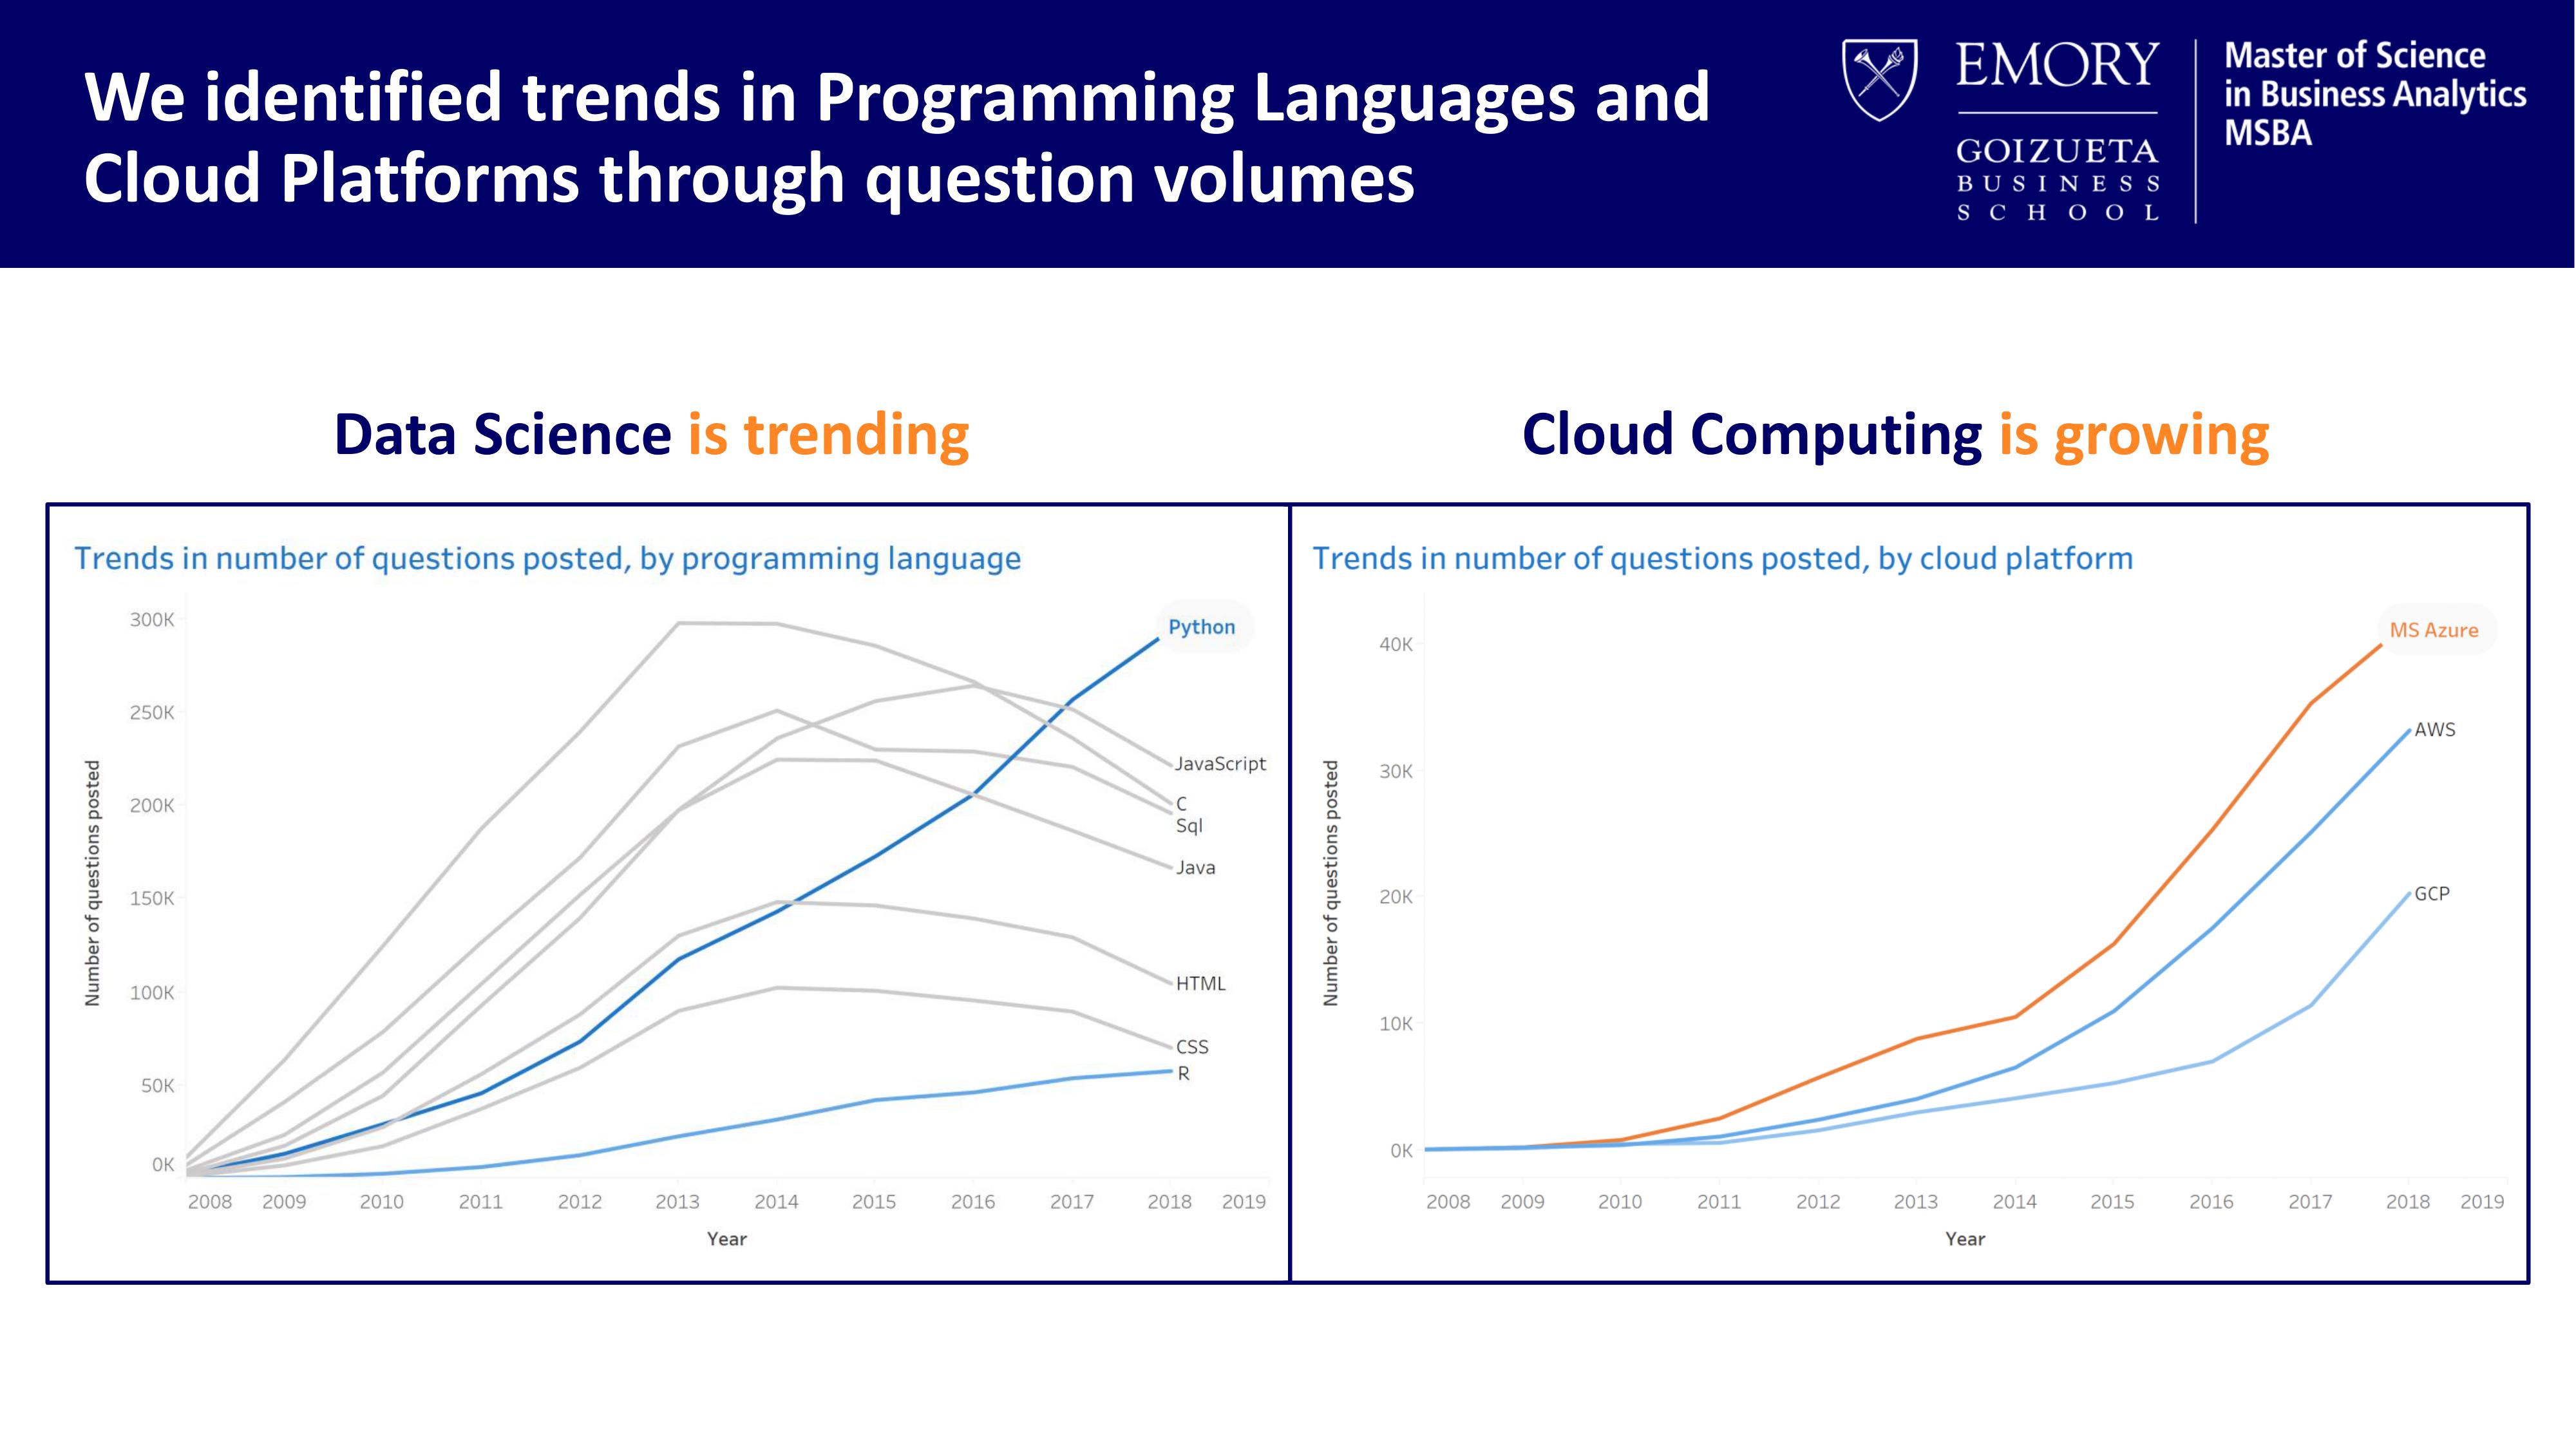 We identified trends in Programming Languages and
Cloud Platforms through question volumes
EMORY
GOIZUETA
BUSINESS
SCHOOL
Master of Science
in Business Analytics
MSBA
Data Science is trending
Cloud Computing is growing
Trends in number of questions posted, by programming language
Number of questions posted
300K
250K
200K
150K
100K
50K
0K
Python
JavaScript
C
Sql
Java
HTML
CSS
R
2008 2009 2010 2011 2012 2013 2014 2015 2016 2017 2018 2019
Year
Trends in number of questions posted, by cloud platform
Number of questions posted
40K
30K
20K
10K
0K
MS Azure
AWS
GCP
2008 2009 2010 2011 2012 2013 2014 2015 2016 2017 2018 2019
Year